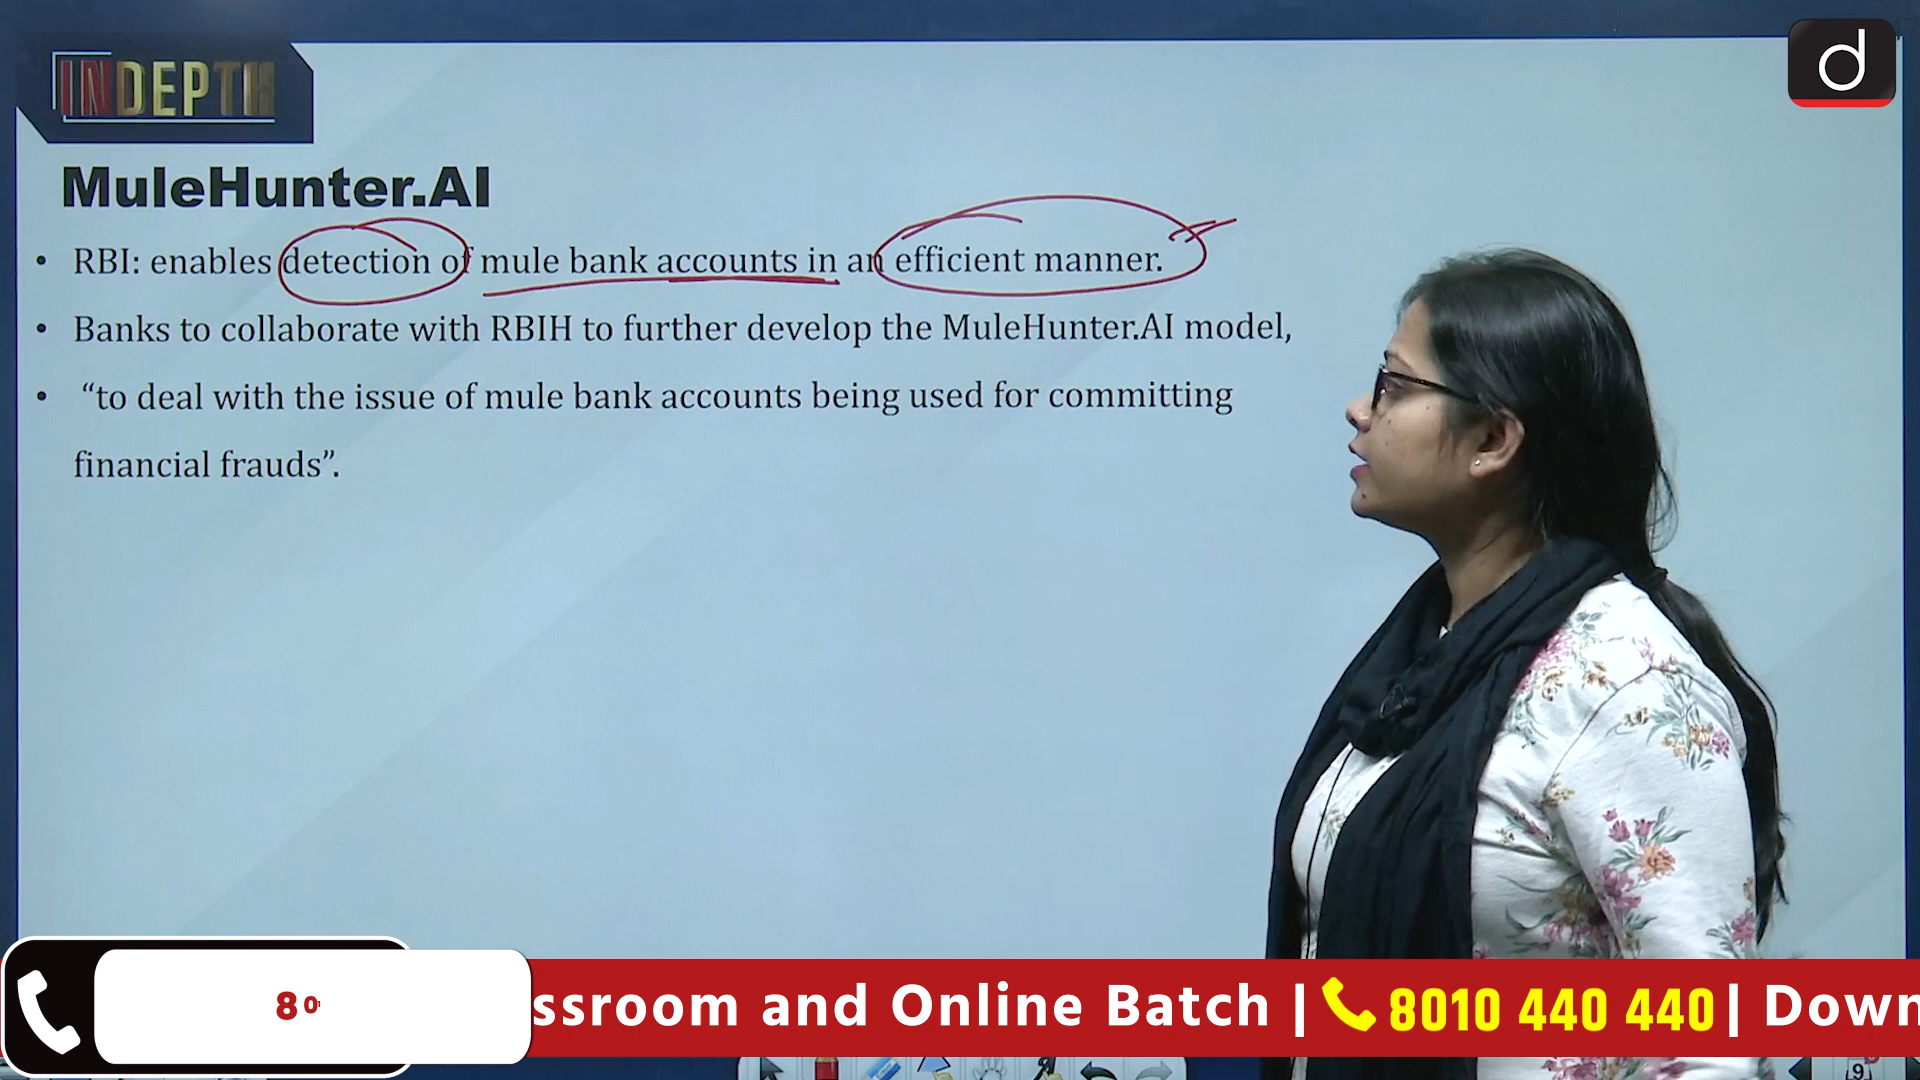 INDEPTH
d
MuleHunter.AI
• RBI: enables detection of mule bank accounts in an efficient manner.
• Banks to collaborate with RBIH to further develop the MuleHunter.AI model,
• “to deal with the issue of mule bank accounts being used for committing
financial frauds”.
80
ssroom and Online Batch | 8010 440 440 | Down
9